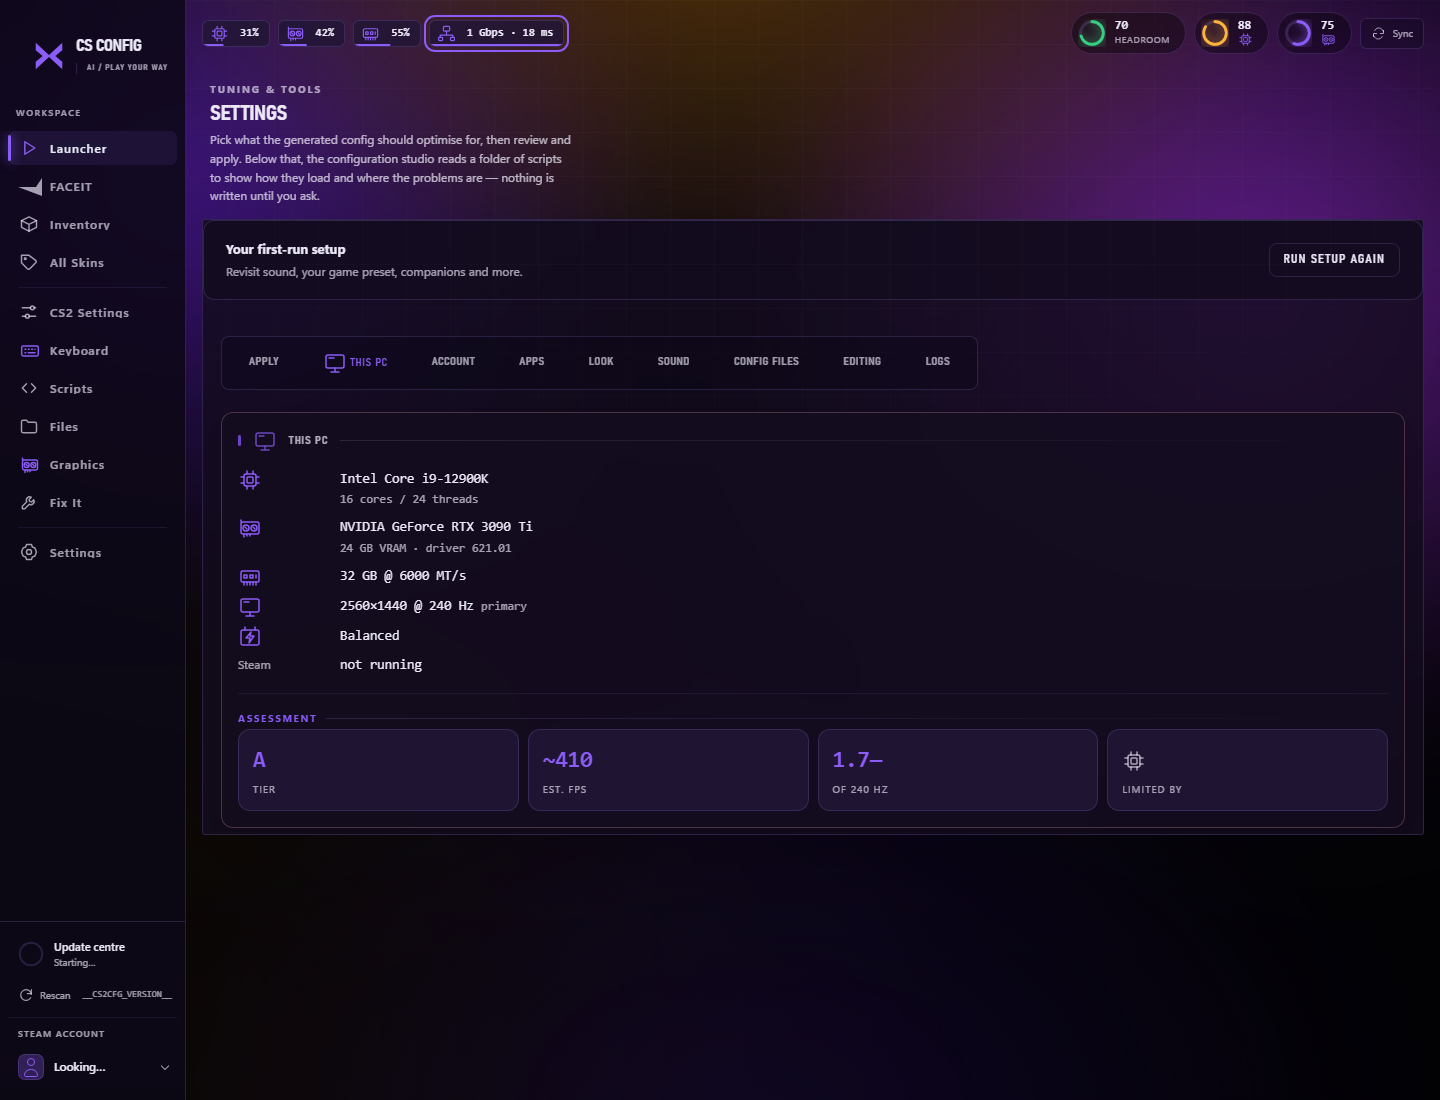 CS CONFIG
AI / PLAY YOUR WAY
WORKSPACE
Launcher
FACEIT
Inventory
All Skins
CS2 Settings
Keyboard
Scripts
Files
Graphics
Fix It
Settings
Update centre
Starting...
Rescan
__CS2CFG_VERSION__
STEAM ACCOUNT
Looking...
31%
42%
55%
1 Gbps · 18 ms
70
HEADROOM
88
75
Sync
TUNING & TOOLS
SETTINGS
Pick what the generated config should optimise for, then review and
apply. Below that, the configuration studio reads a folder of scripts
to show how they load and where the problems are — nothing is
written until you ask.
Your first-run setup
Revisit sound, your game preset, companions and more.
RUN SETUP AGAIN
APPLY
THIS PC
ACCOUNT
APPS
LOOK
SOUND
CONFIG FILES
EDITING
LOGS
THIS PC
Intel Core i9-12900K
16 cores / 24 threads
NVIDIA GeForce RTX 3090 Ti
24 GB VRAM · driver 621.01
32 GB @ 6000 MT/s
2560×1440 @ 240 Hz primary
Balanced
Steam
not running
ASSESSMENT
A
TIER
~410
EST. FPS
1.7—
OF 240 HZ
LIMITED BY